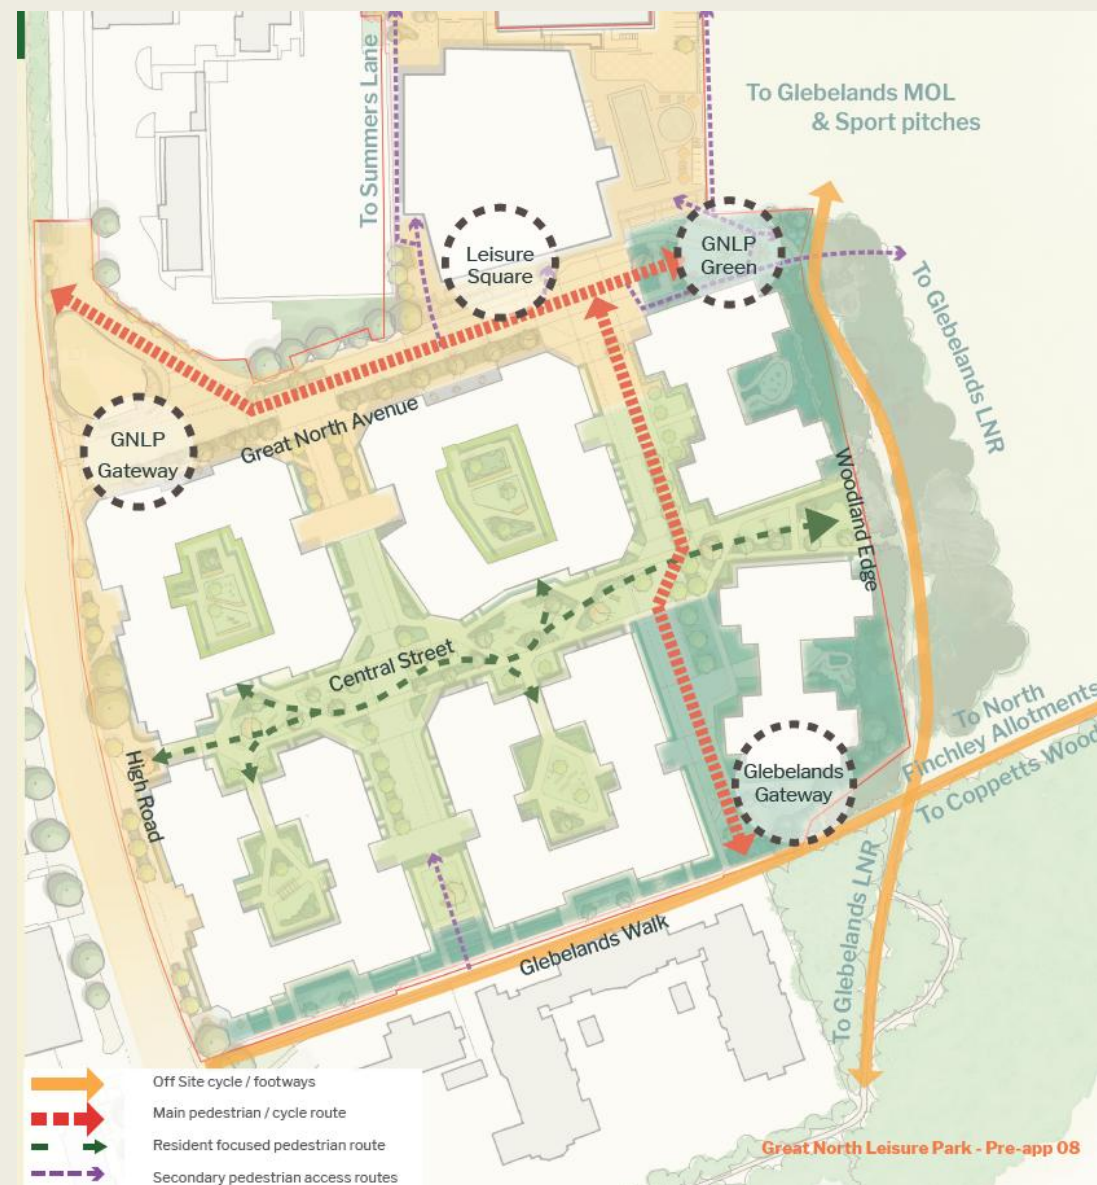 To Summers Lane
To Glebelands MOL
& Sport pitches
Leisure
Square
GNLP
Green
To Glebelands LNR
GNLP
Gateway
Great North Avenue
Woodland Edge
Central Street
High Road
Glebelands
Gateway
To North
Finchley Allotments
To Coppetts Wood
To Glebelands LNR
Glebelands Walk
Off Site cycle / footways
Main pedestrian / cycle route
Resident focused pedestrian route
Secondary pedestrian access routes
Great North Leisure Park - Pre-app 08